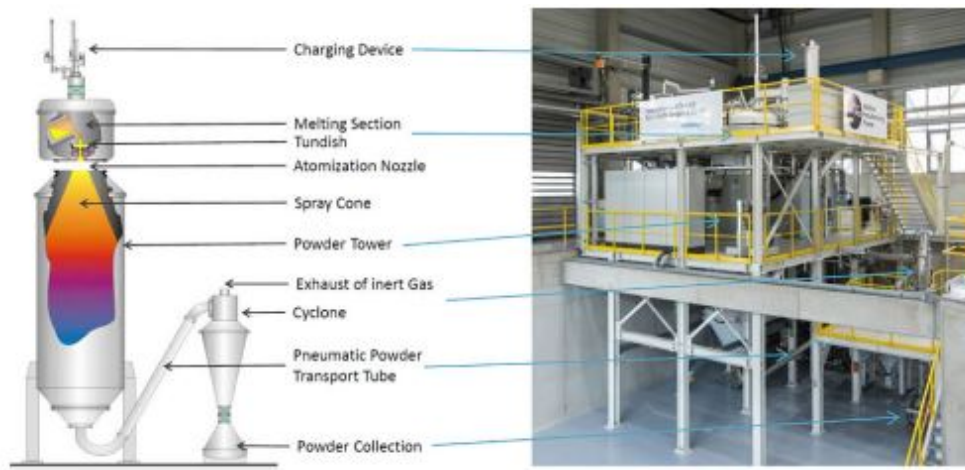 Charging Device
Melting Section
Tundish
Atomization Nozzle
Spray Cone
Powder Tower
Exhaust of inert Gas
Cyclone
Pneumatic Powder
Transport Tube
Powder Collection